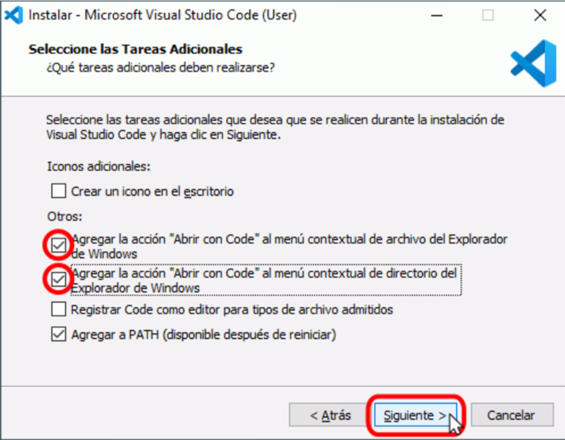 Instalar - Microsoft Visual Studio Code (User)
Seleccione las Tareas Adicionales
¿Qué tareas adicionales deben realizarse?
Seleccione las tareas adicionales que desea que se realicen durante la instalación de
Visual Studio Code y haga clic en Siguiente.
Iconos adicionales:
Crear un icono en el escritorio
Otros:
Agregar la acción "Abrir con Code" al menú contextual de archivo del Explorador
de Windows
Agregar la acción "Abrir con Code" al menú contextual de directorio del
Explorador de Windows
Registrar Code como editor para tipos de archivo admitidos
Agregar a PATH (disponible después de reiniciar)
< Atrás Siguiente > Cancelar